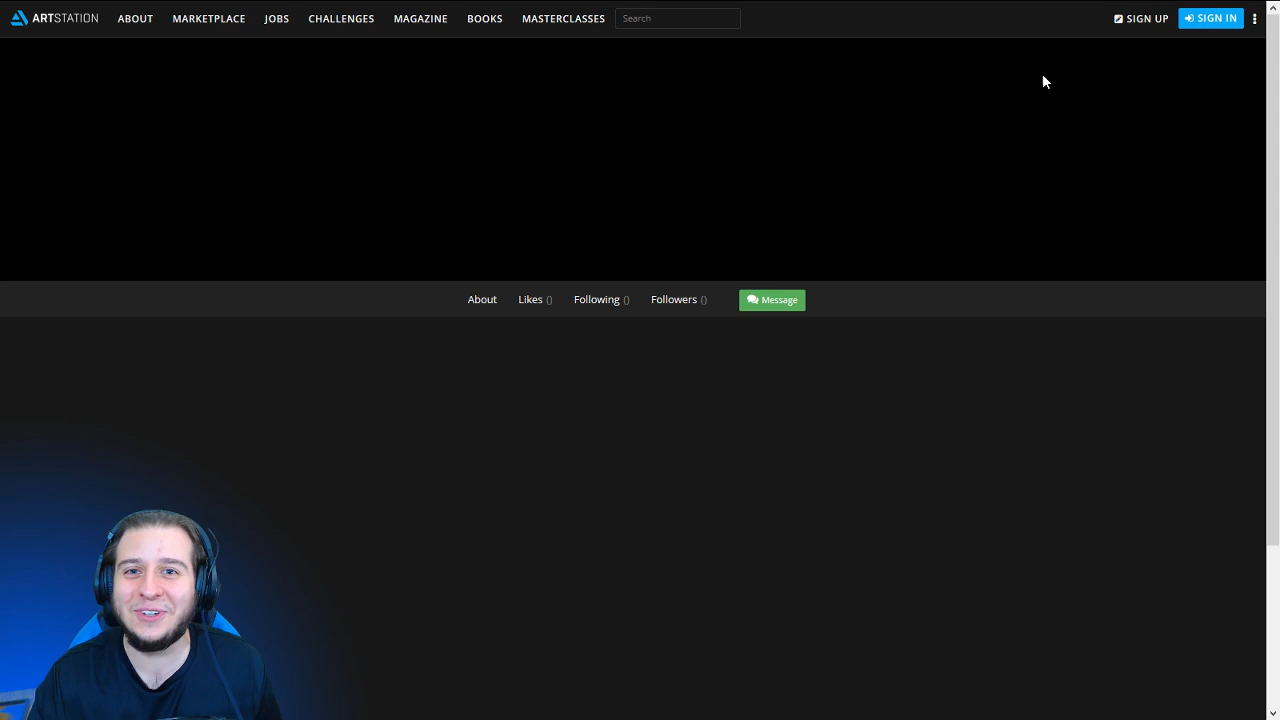 ARTSTATION ABOUT MARKETPLACE JOBS CHALLENGES MAGAZINE BOOKS MASTERCLASSES Search SIGN UP SIGN IN
About Likes () Following () Followers () Message